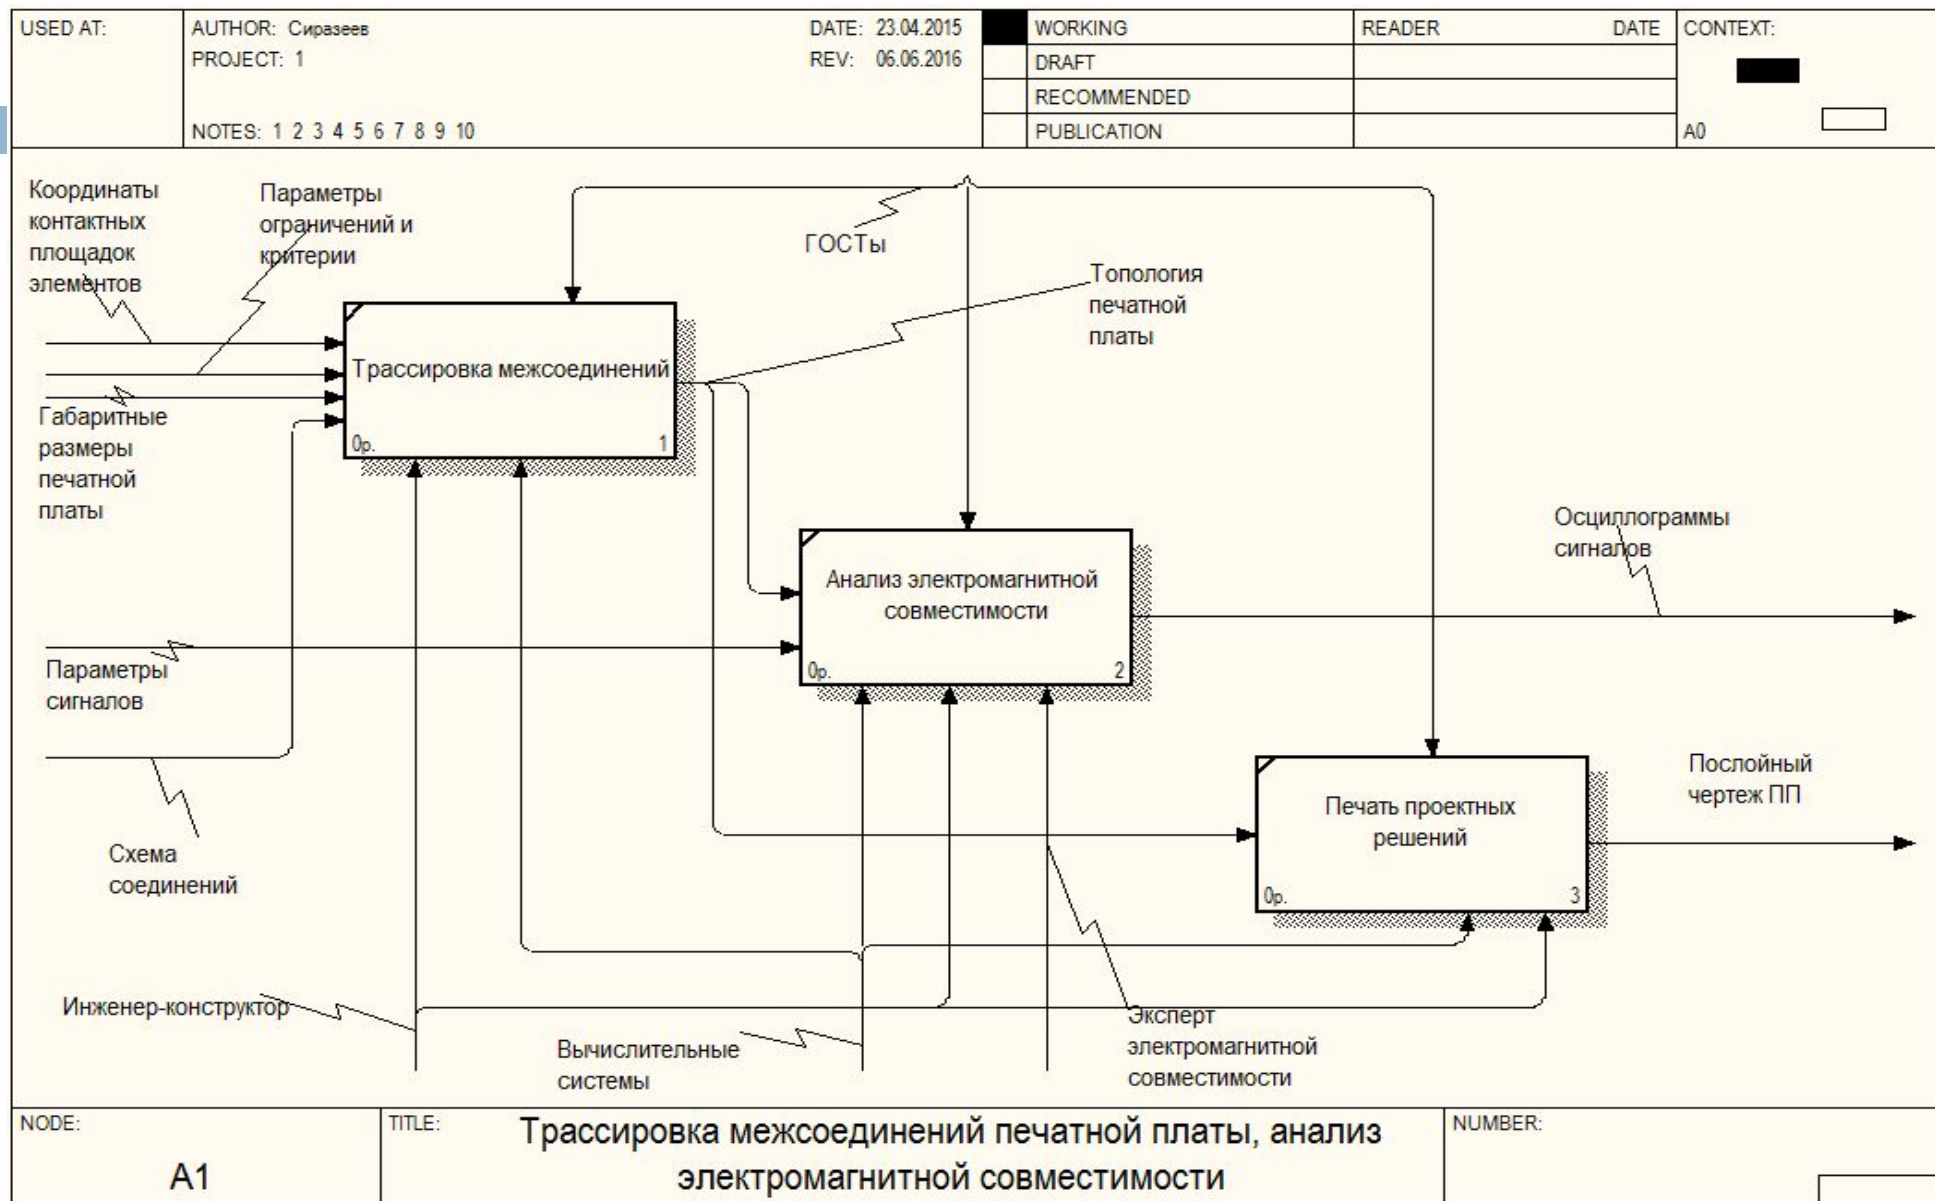 USED AT:
AUTHOR: Сиразеев
DATE: 23.04.2015
PROJECT: 1
REV: 06.06.2016
NOTES: 1 2 3 4 5 6 7 8 9 10
WORKING
DRAFT
RECOMMENDED
PUBLICATION
READER
DATE
CONTEXT:
A0
Координаты
контактных
площадок
элементов
Параметры
ограничений и
критерии
ГОСТы
Топология
печатной
платы
Трассировка межсоединений
0р.
1
Габаритные
размеры
печатной
платы
Осциллограммы
сигналов
Анализ электромагнитной
совместимости
0р.
2
Параметры
сигналов
Послойный
чертеж ПП
Печать проектных
решений
0р.
3
Схема
соединений
Инженер-конструктор
Вычислительные
системы
Эксперт
электромагнитной
совместимости
NODE:
A1
TITLE:
Трассировка межсоединений печатной платы, анализ
электромагнитной совместимости
NUMBER: